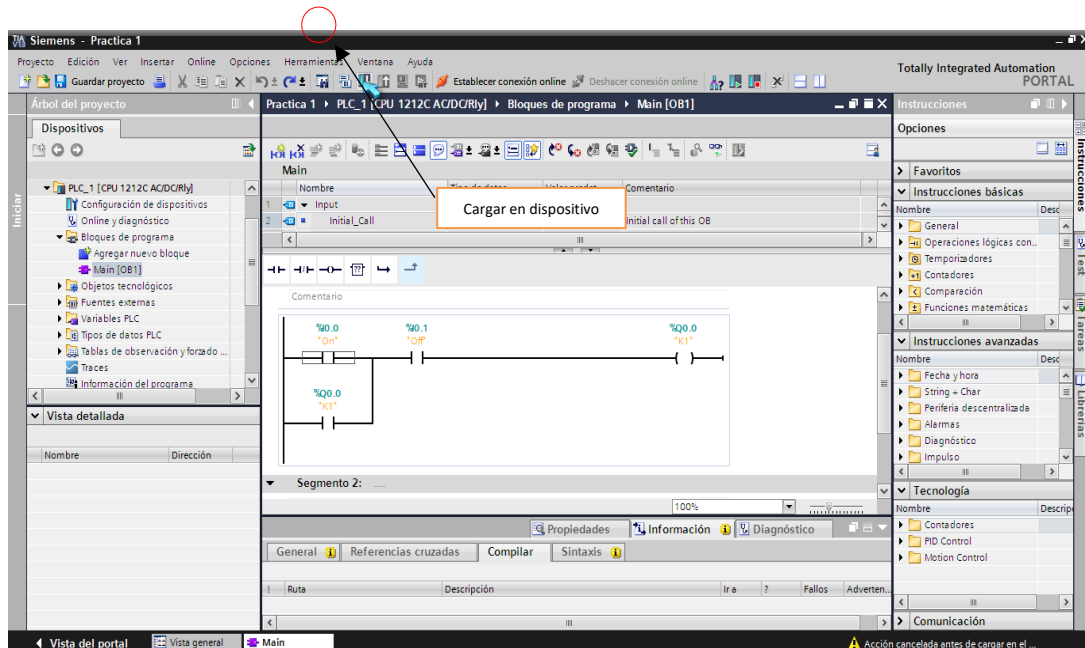 Siemens - Practica 1
Proyecto Edición Ver Insertar Online Opciones Herramientas Ventana Ayuda
Totally Integrated Automation
PORTAL
Guardar proyecto
Establecer conexión online
Deshacer conexión online
Árbol del proyecto
Practica 1 PLC_1 [CPU 1212C AC/DC/Rly] Bloques de programa Main [OB1]
Instrucciones
Dispositivos
Opciones
Iniciar
PLC_1 [CPU 1212C AC/DC/Rly]
Configuración de dispositivos
Online y diagnóstico
Bloques de programa
Agregar nuevo bloque
Main [OB1]
Objetos tecnológicos
Fuentes externas
Variables PLC
Tipos de datos PLC
Tablas de observación y forzado ...
Traces
Información del programa
Vista detallada
Nombre Dirección
Main
Nombre Comentario
1 Input
2 Initial_Call Initial call of this OB
Cargar en dispositivo
Comentario
%I0.0 %I0.1 %Q0.0
"On" "Off" "K1"
%Q0.0
"K1"
Segmento 2: .....
100%
Propiedades Información Diagnóstico
General Referencias cruzadas Compilar Sintaxis
! Ruta Descripción Ir a ? Fallos Adverten...
Favoritos
Instrucciones básicas
Nombre Desc
General
Operaciones lógicas con..
Temporizadores
Contadores
Comparación
Funciones matemáticas
Instrucciones avanzadas
Nombre Desc
Fecha y hora
String + Char
Periferia descentralizada
Alarmas
Diagnóstico
Impulso
Tecnología
Nombre Descrip
Contadores
PID Control
Motion Control
Comunicación
Instrucciones
Test
Tareas
Librerías
Vista del portal Vista general Main
Acción cancelada antes de cargar en el ...